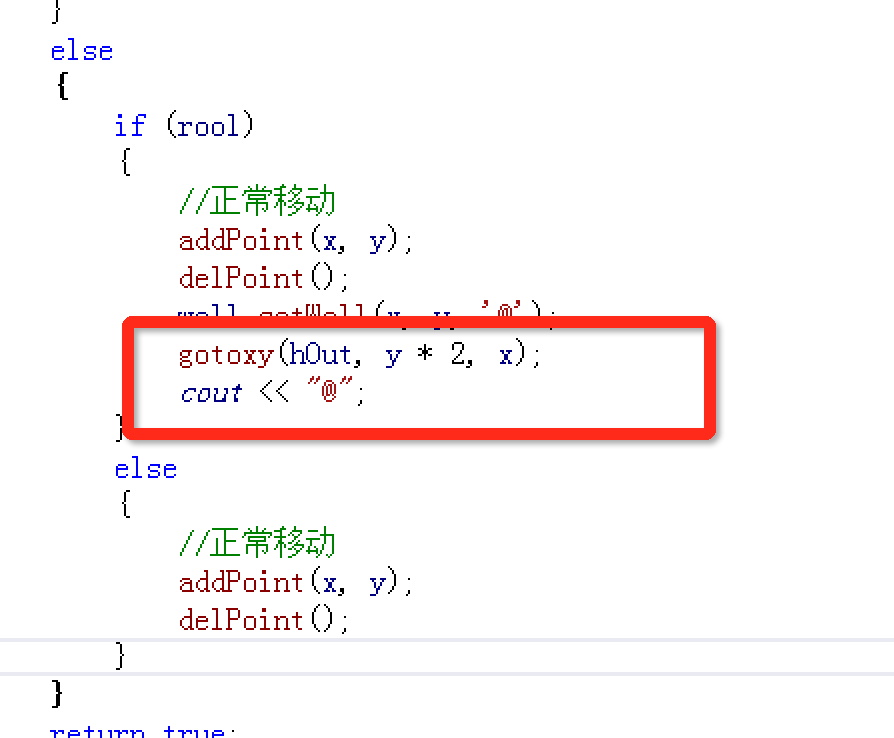 }
else
{
if (rool)
{
//正常移动
addPoint(x, y);
delPoint();
wall.setWall(x, y, '@');
gotoxy(hOut, y * 2, x);
cout << "@";
}
else
{
//正常移动
addPoint(x, y);
delPoint();
}
}
return true;